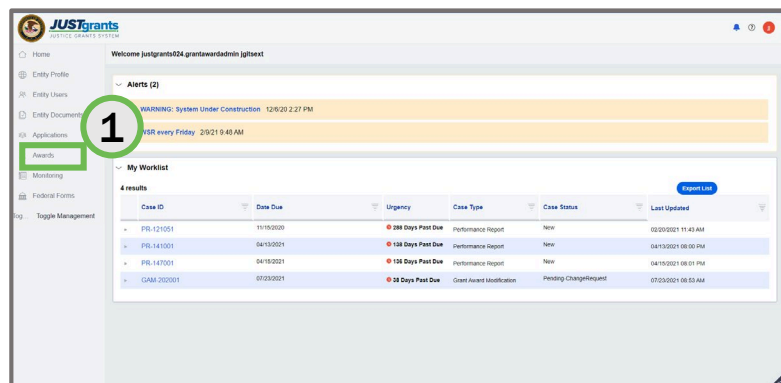 JUSTgrants
JUSTICE GRANTS SYSTEM
Home
Entity Profile
Entity Users
Entity Documents
Applications
Awards
Monitoring
Federal Forms
Tog... Toggle Management
1
Welcome justgrants024.grantawardadmin jgitsext
Alerts (2)
WARNING: System Under Construction 12/6/20 2:27 PM
WSR every Friday 2/9/21 9:48 AM
My Worklist
4 results
Export List
Case ID Date Due Urgency Case Type Case Status Last Updated
PR-121051 11/15/2020 288 Days Past Due Performance Report New 02/20/2021 11:43 AM
PR-141001 04/13/2021 138 Days Past Due Performance Report New 04/13/2021 08:00 PM
PR-147001 04/15/2021 136 Days Past Due Performance Report New 04/15/2021 08:01 PM
GAM-202001 07/23/2021 38 Days Past Due Grant Award Modification Pending-ChangeRequest 07/23/2021 08:53 AM